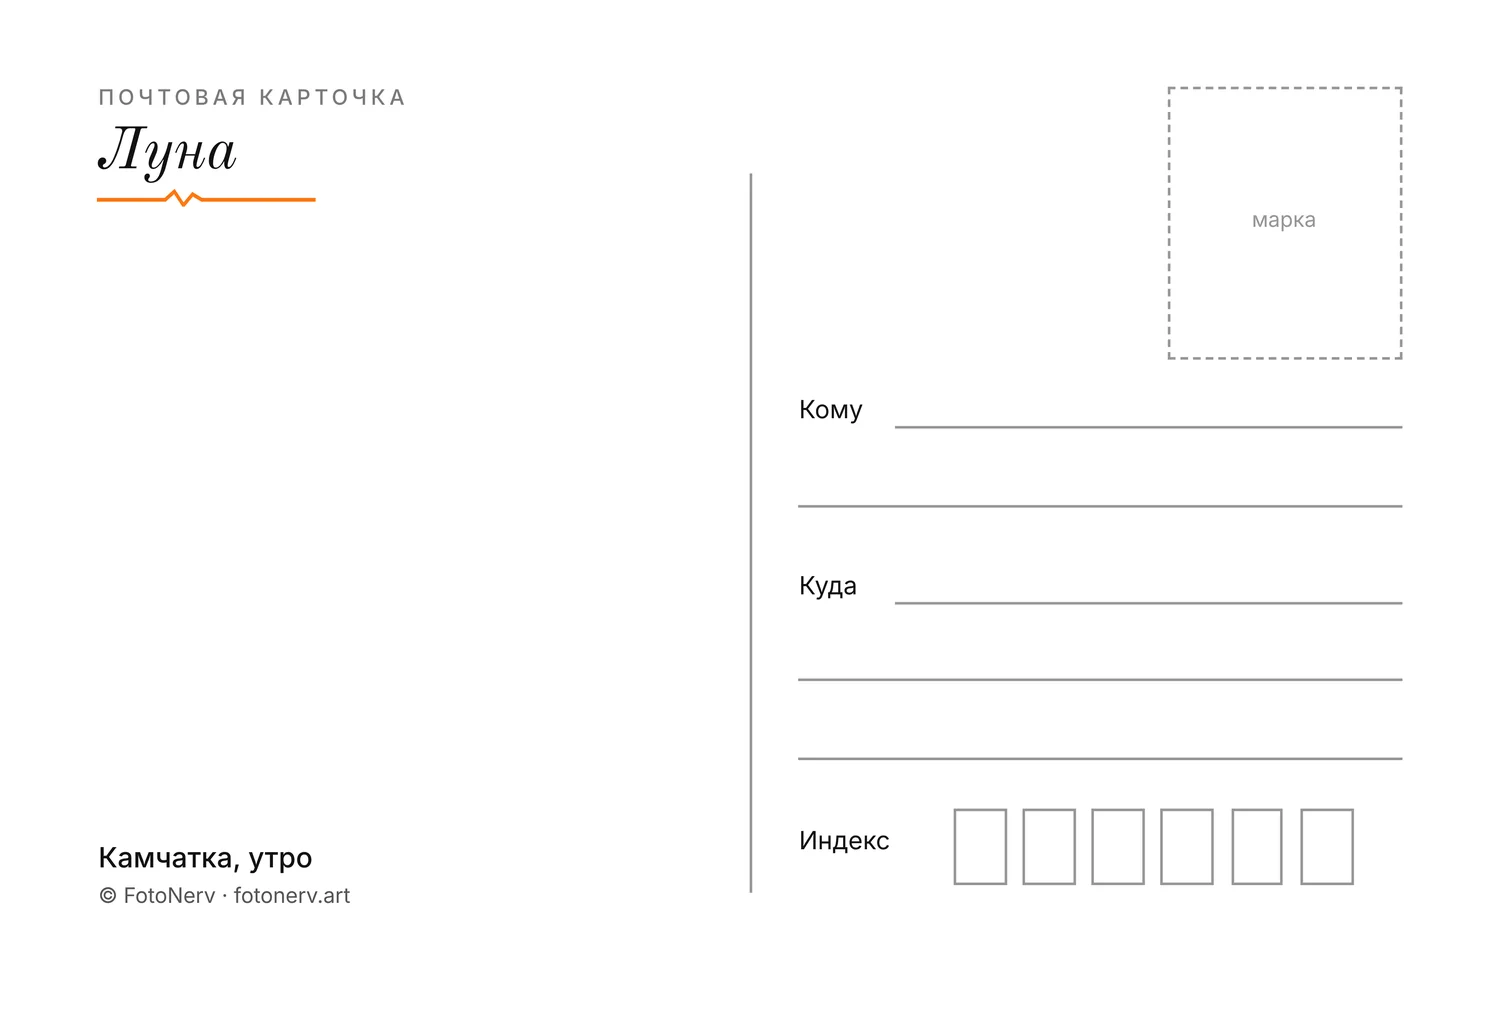 ПОЧТОВАЯ КАРТОЧКА
Луна
марка
Кому
Куда
Индекс
Камчатка, утро
© FotoNerv · fotonerv.art